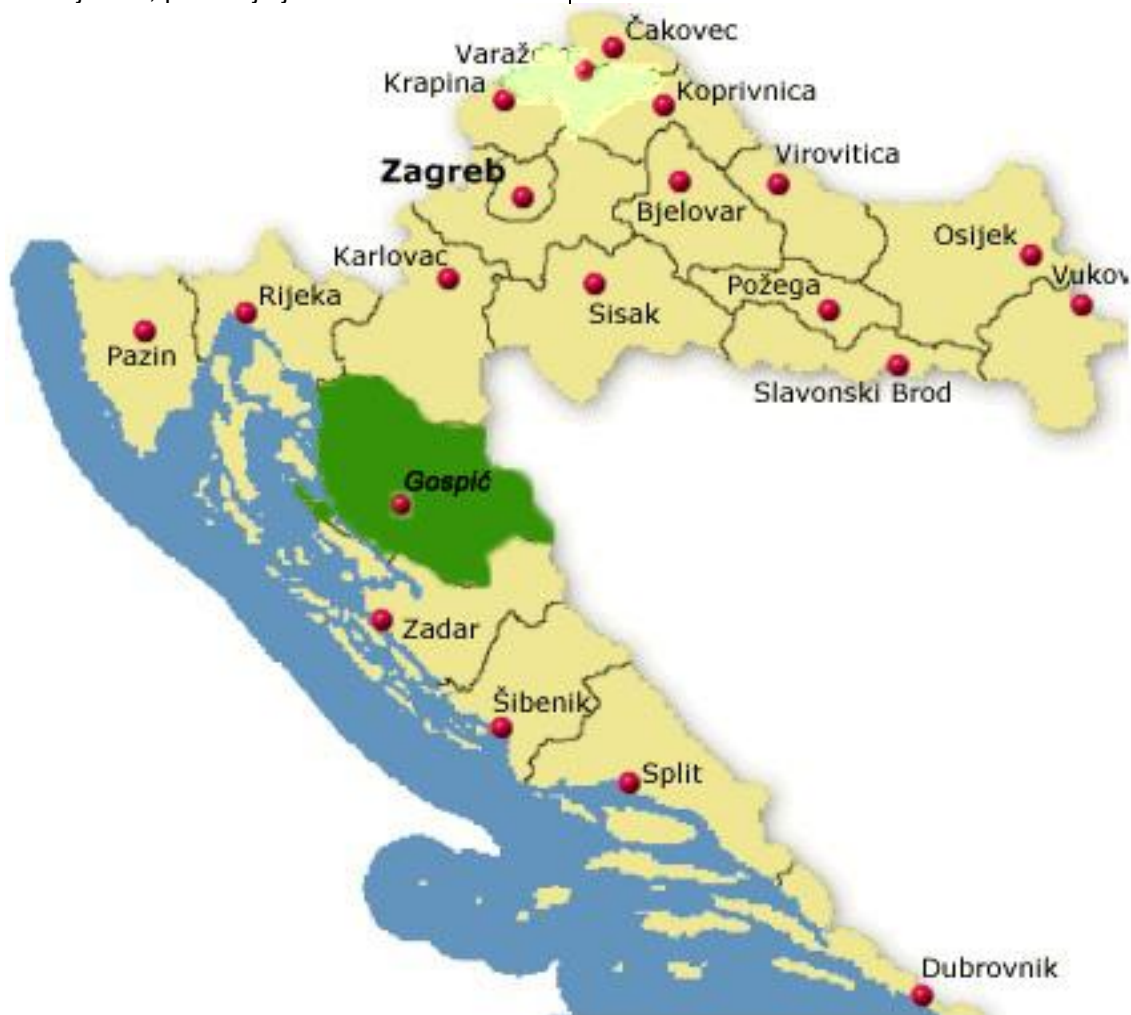 Čakovec
Krapina
Koprivnica
Virovitica
Zagreb
Bjelovar
Osijek
Karlovac
Sisak
Požega
Rijeka
Pazin
Slavonski Brod
Gospić
Zadar
Šibenik
Split
Dubrovnik